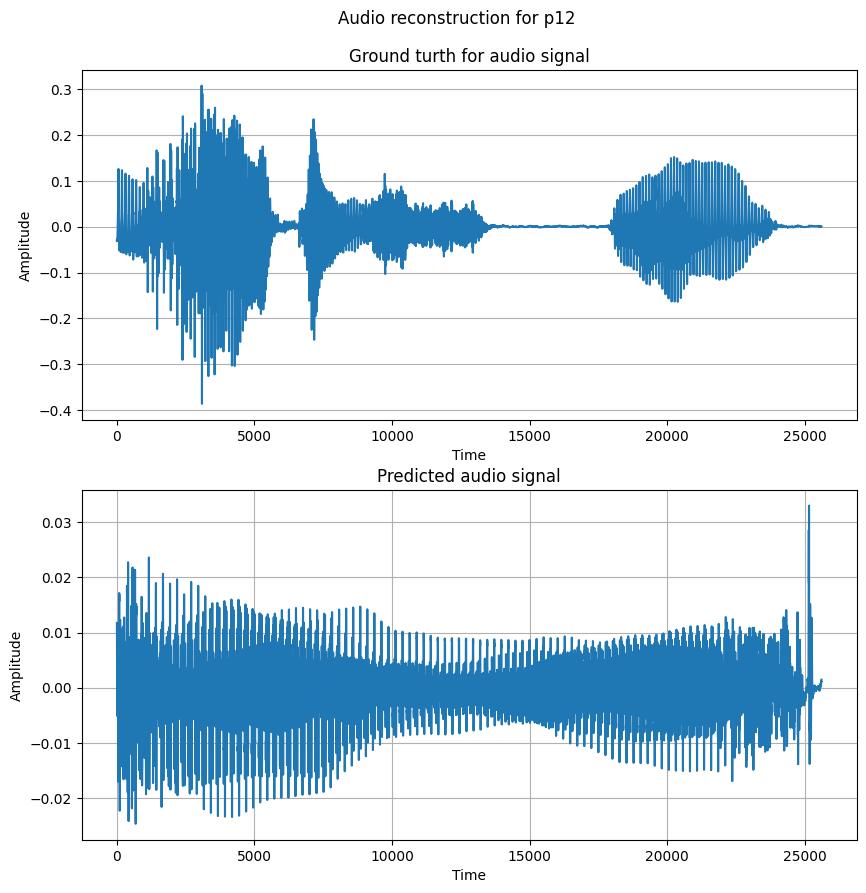 Audio reconstruction for p12
Ground turth for audio signal
0.3
0.2
0.1
0.0
−0.1
−0.2
−0.3
−0.4
Amplitude
0 5000 10000 15000 20000 25000
Time
Predicted audio signal
0.03
0.02
0.01
0.00
−0.01
−0.02
Amplitude
0 5000 10000 15000 20000 25000
Time